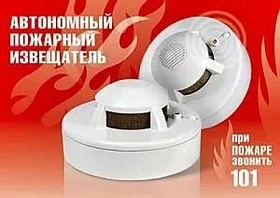 АВТОНОМНЫЙ
ПОЖАРНЫЙ
ИЗВЕЩАТЕЛЬ
при
ПОЖАРЕ
ЗВОНИТЬ
101